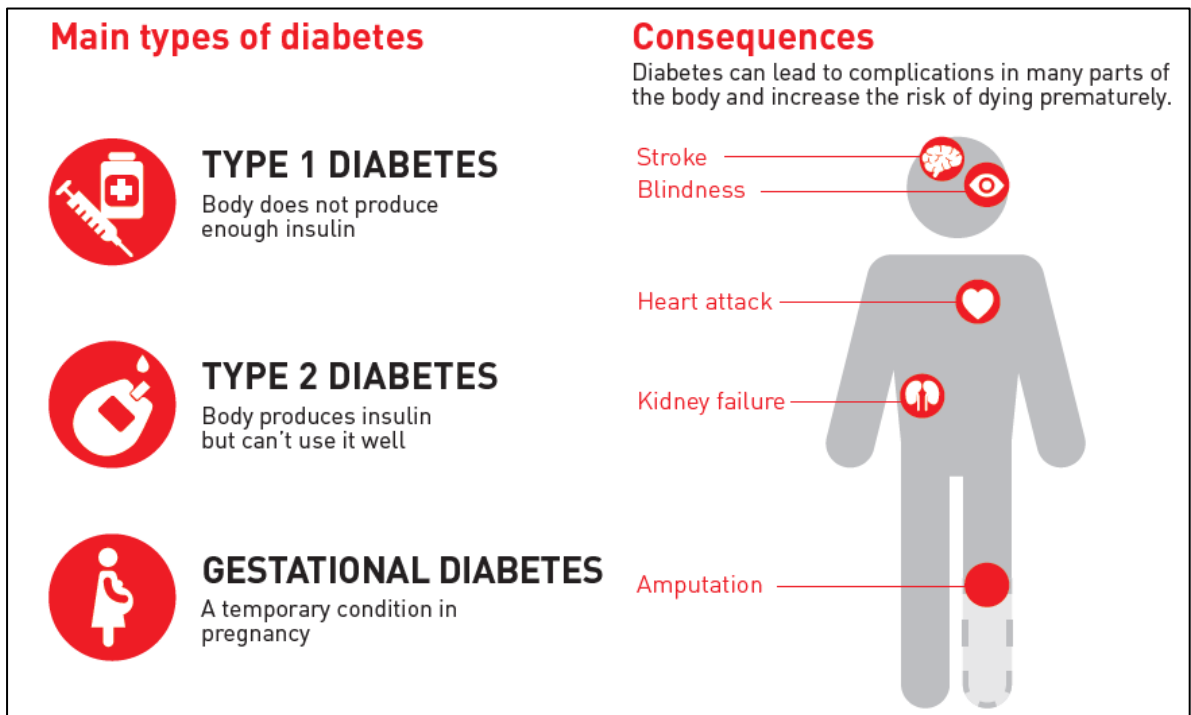 Main types of diabetes
TYPE 1 DIABETES
Body does not produce
enough insulin
TYPE 2 DIABETES
Body produces insulin
but can't use it well
GESTATIONAL DIABETES
A temporary condition in
pregnancy
Consequences
Diabetes can lead to complications in many parts of
the body and increase the risk of dying prematurely.
Stroke
Blindness
Heart attack
Kidney failure
Amputation